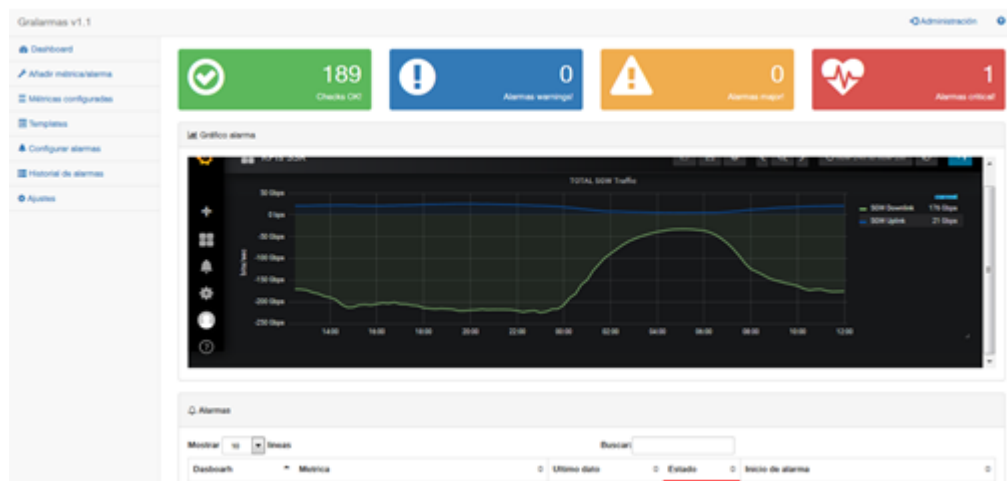 Gralarmas v1.1
Administración
Dashboard
Añadir métrica/alarma
Métricas configuradas
Templates
Configurar alarmas
Historial de alarmas
Ajustes
189
Checks OK!
0
Alarmas warnings!
0
Alarmas major!
1
Alarmas critical!
Gráfico alarma
TOTAL SGW Traffic
bits/sec
50 Gbps
0 bps
-50 Gbps
-100 Gbps
-150 Gbps
-200 Gbps
-250 Gbps
14:00 16:00 18:00 20:00 22:00 00:00 02:00 04:00 06:00 08:00 10:00 12:00
current
SGW Downlink 176 Gbps
SGW Uplink 21 Gbps
Alarmas
Mostrar 10 lineas
Buscar:
Dasboarh Metrica Ultimo dato Estado Inicio de alarma